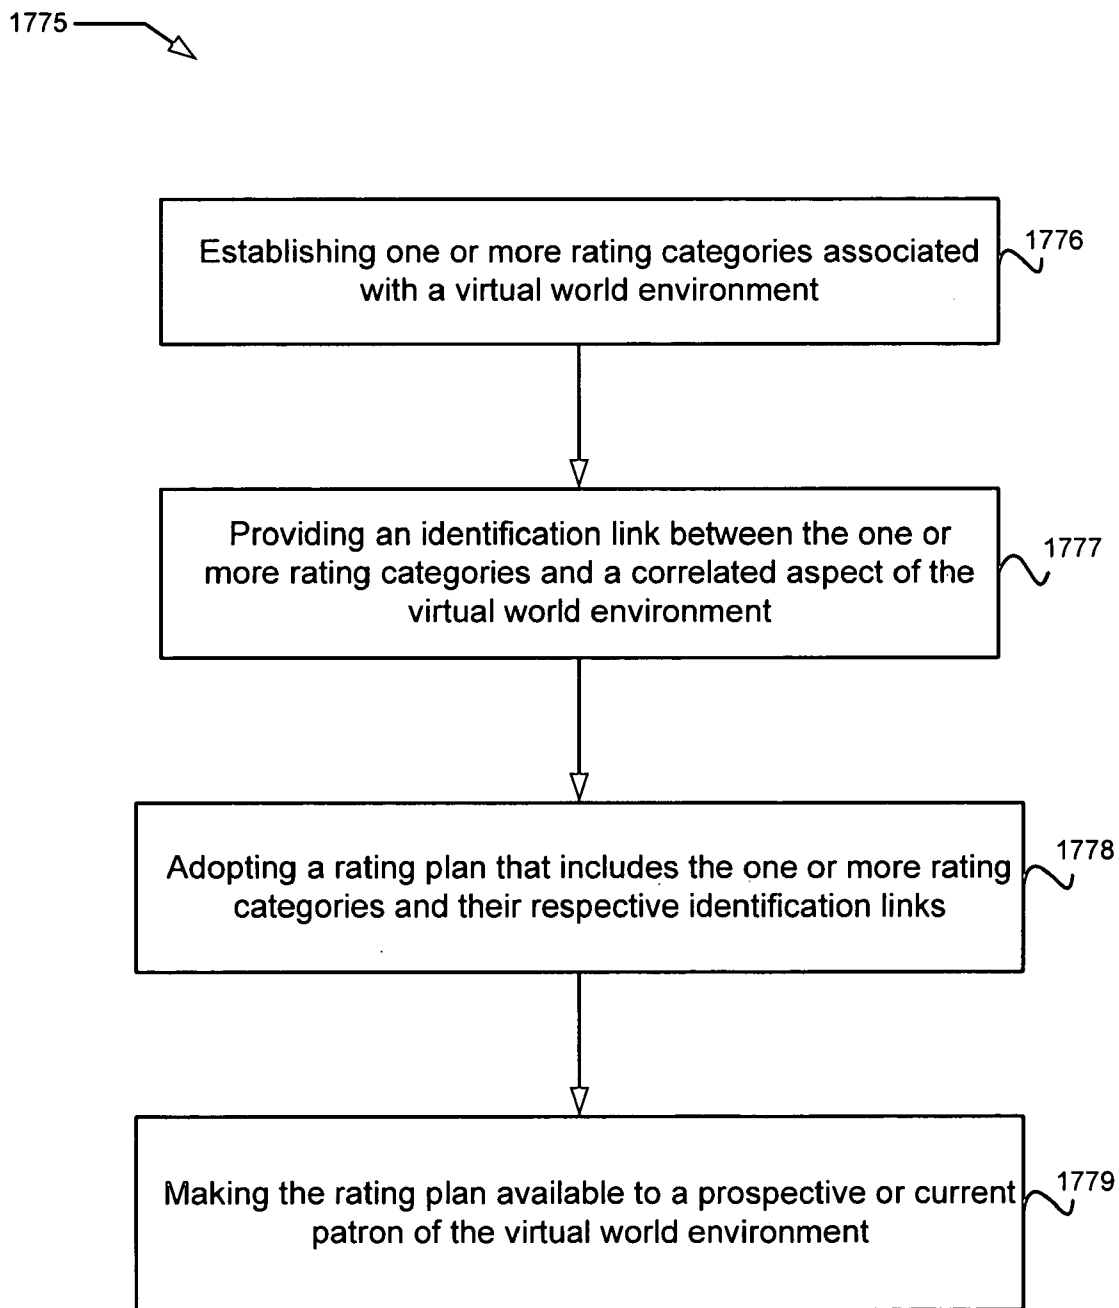 1775
Establishing one or more rating categories associated
with a virtual world environment
1776
Providing an identification link between the one or
more rating categories and a correlated aspect of the
virtual world environment
1777
Adopting a rating plan that includes the one or more rating
categories and their respective identification links
1778
Making the rating plan available to a prospective or current
patron of the virtual world environment
1779